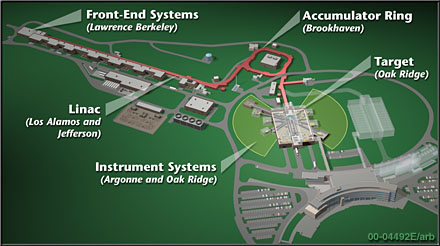 Front-End Systems
(Lawrence Berkeley)
Accumulator Ring
(Brookhaven)
Target
(Oak Ridge)
Linac
(Los Alamos and
Jefferson)
Instrument Systems
(Argonne and Oak Ridge)
00-04492E/arb